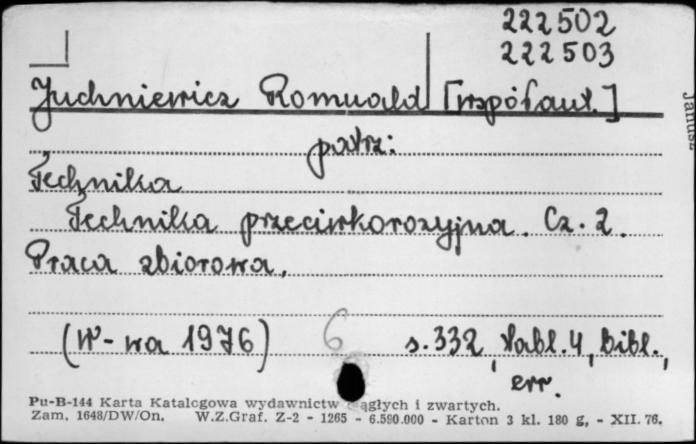 222502
222503
Juchniewicz Romuald [współaut.]
patrz:
Technika
Technika przeciwkorozyjna. Cz. 2.
Praca zbiorowa.
(W-wa 1976) 6 s. 332, tabl. 4, bibl.,
err.
Pu-B-144 Karta Katalogowa wydawnictw ciągłych i zwartych.
Zam. 1648/DW/On. W.Z.Graf. Z-2 - 1265 - 6.590.000 - Karton 3 kl. 180 g, - XII. 76.
Janusz